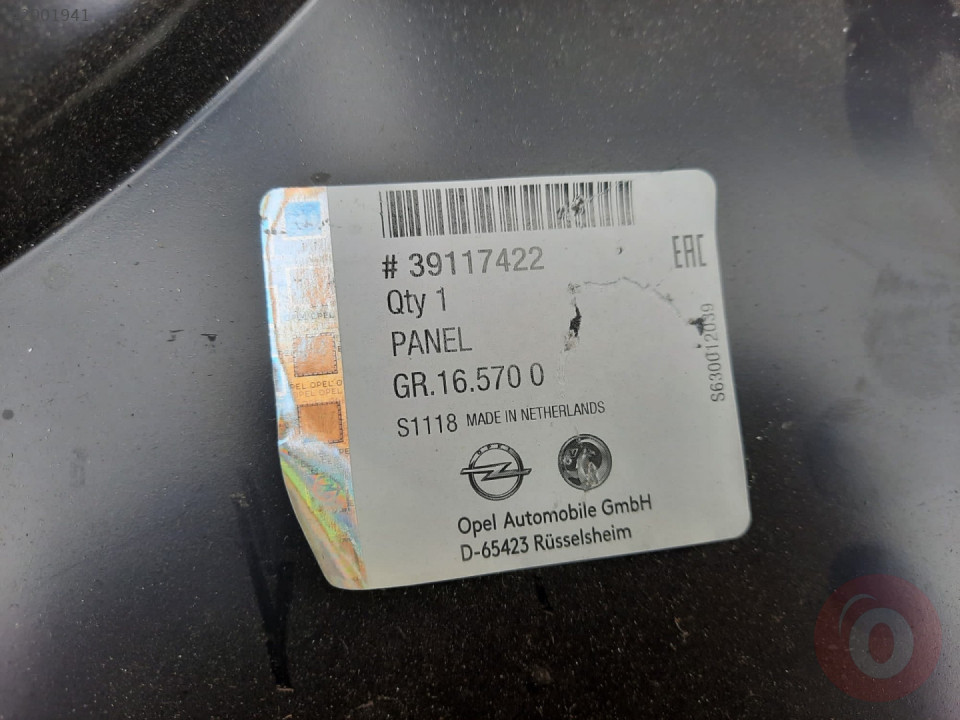 # 39117422
EAC
Qty 1
PANEL
GR.16.570 0
S1118 MADE IN NETHERLANDS
S630012039
OPEL
Opel Automobile GmbH
D-65423 Rüsselsheim